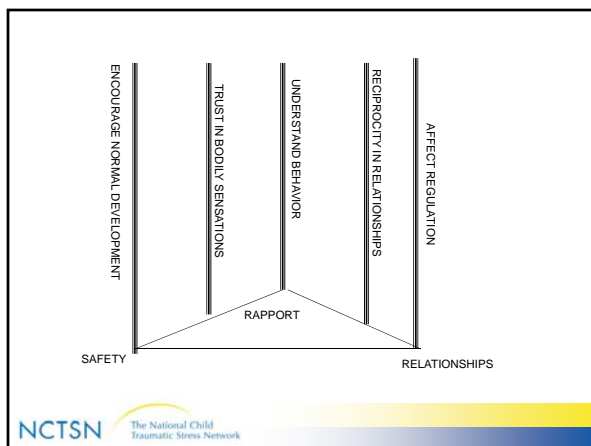 ENCOURAGE NORMAL DEVELOPMENT
TRUST IN BODILY SENSATIONS
UNDERSTAND BEHAVIOR
RECIPROCITY IN RELATIONSHIPS
AFFECT REGULATION
RAPPORT
SAFETY
RELATIONSHIPS
NCTSN
The National Child
Traumatic Stress Network